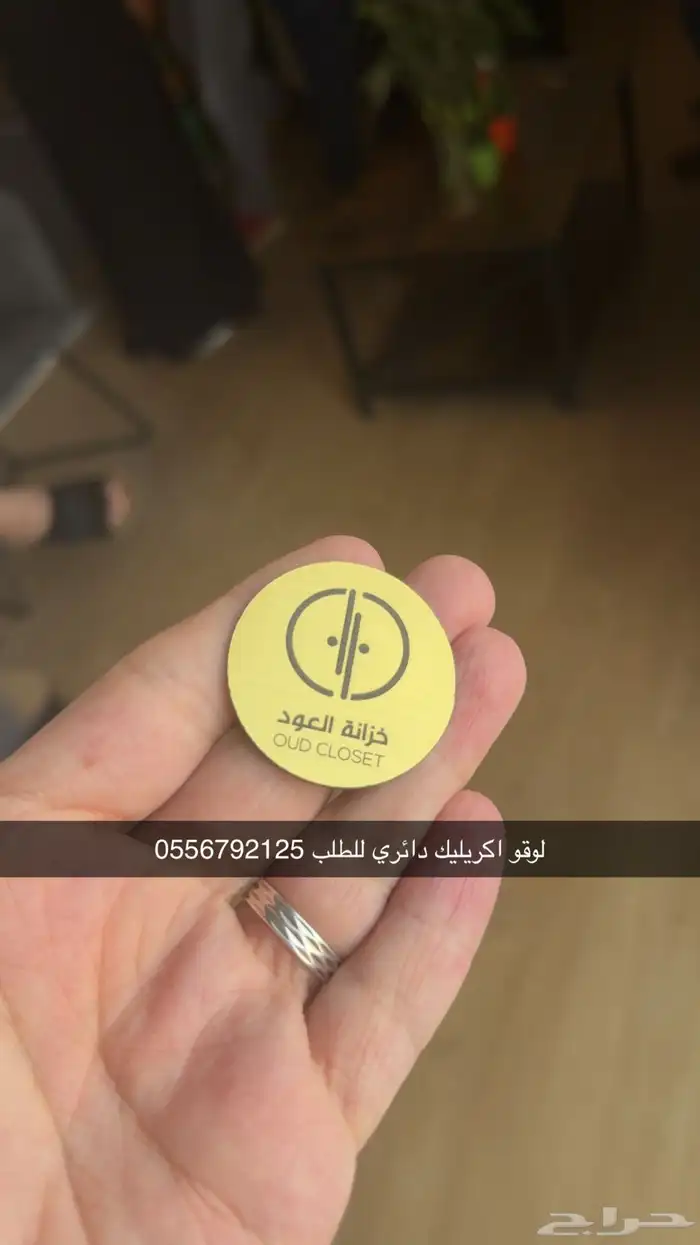 خزانة العود
OUD CLOSET
لوقو اكريليك دائري للطلب 0556792125
حراج